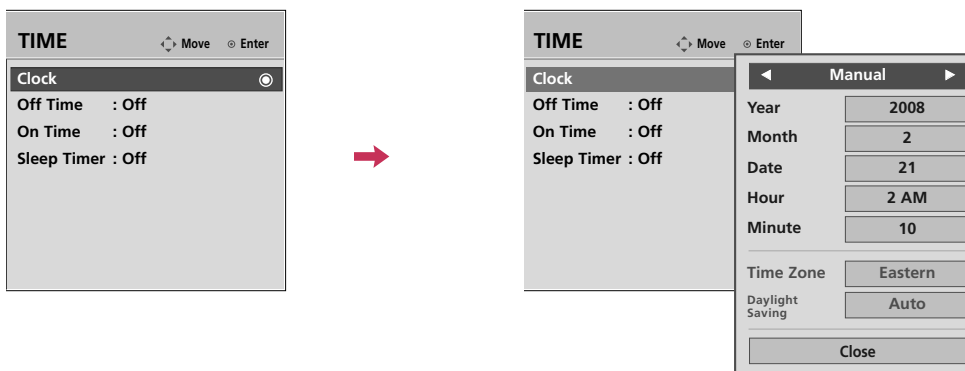 TIME Move Enter
Clock
Off Time : Off
On Time : Off
Sleep Timer : Off
TIME Move Enter
Clock
Off Time : Off
On Time : Off
Sleep Timer : Off
Manual
Year 2008
Month 2
Date 21
Hour 2 AM
Minute 10
Time Zone Eastern
Daylight
Saving Auto
Close